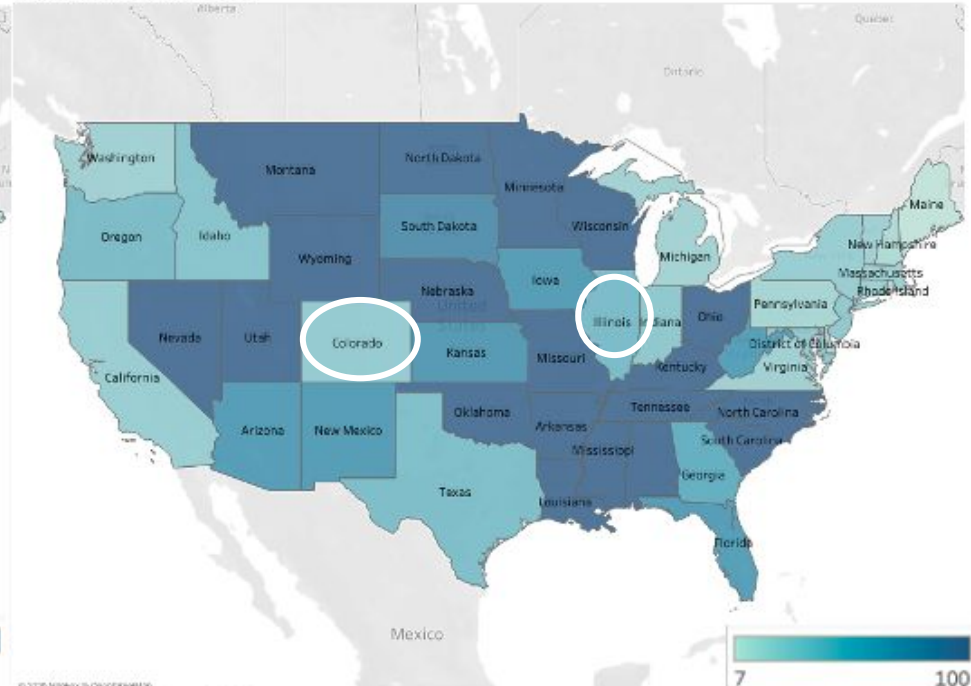 Alberta
Quebec
Ontario
Washington
Montana
North Dakota
Minnesota
Maine
Oregon
Idaho
South Dakota
Wisconsin
Michigan
New Hampshire
Wyoming
Massachusetts
Rhode Island
Iowa
Nebraska
United States
Pennsylvania
Nevada
Utah
Colorado
Kansas
Illinois
Indiana
Ohio
District of Columbia
Missouri
Kentucky
Virginia
California
Tennessee
North Carolina
Oklahoma
Arizona
New Mexico
Arkansas
Mississippi
South Carolina
Georgia
Texas
Louisiana
Florida
Mexico
7 100